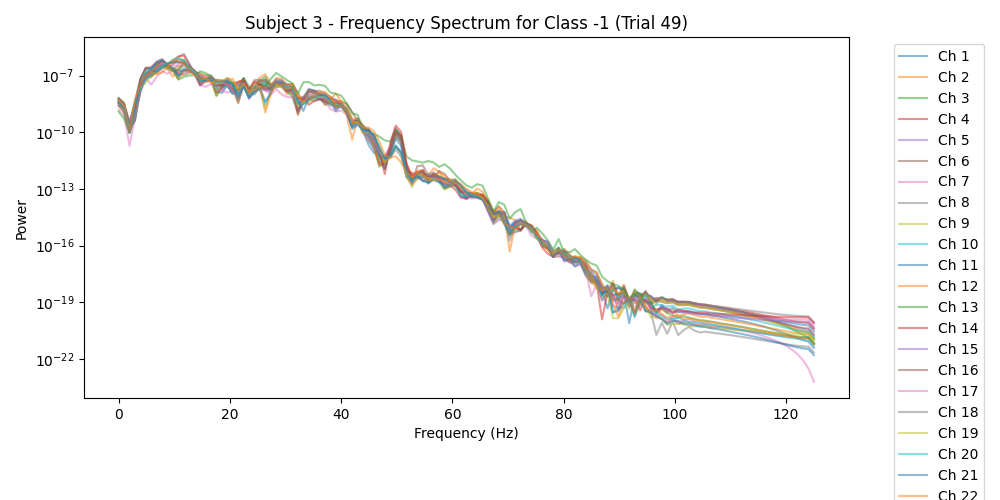 Subject 3 - Frequency Spectrum for Class -1 (Trial 49)
Power
10⁻⁷
10⁻¹⁰
10⁻¹³
10⁻¹⁶
10⁻¹⁹
10⁻²²
0 20 40 60 80 100 120
Frequency (Hz)
Ch 1
Ch 2
Ch 3
Ch 4
Ch 5
Ch 6
Ch 7
Ch 8
Ch 9
Ch 10
Ch 11
Ch 12
Ch 13
Ch 14
Ch 15
Ch 16
Ch 17
Ch 18
Ch 19
Ch 20
Ch 21
Ch 22